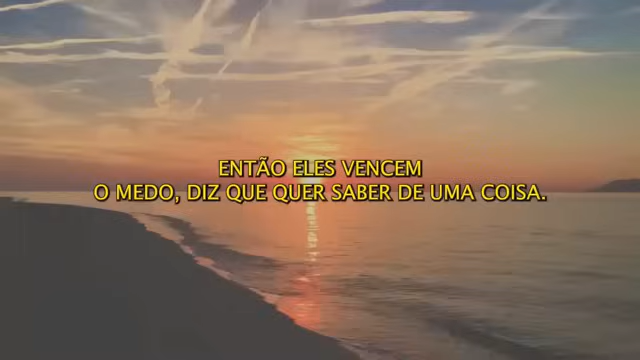 ENTÃO ELES VENCEM
O MEDO, DIZ QUE QUER SABER DE UMA COISA.